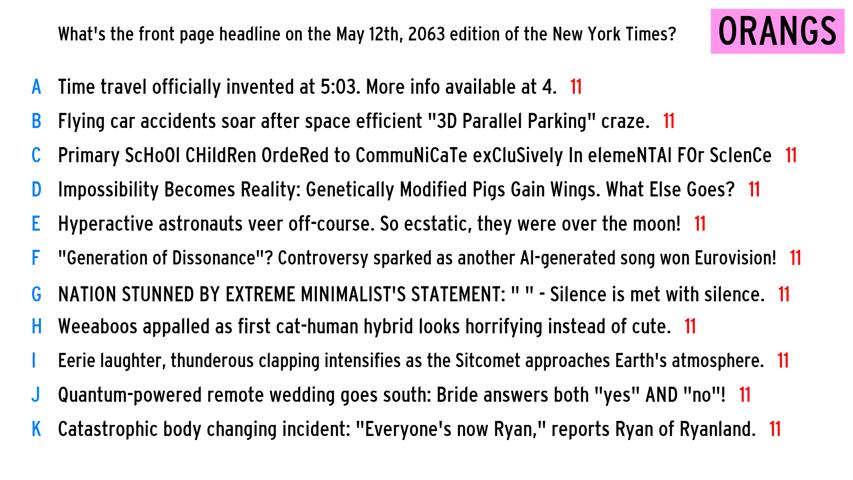 What's the front page headline on the May 12th, 2063 edition of the New York Times?
ORANGS
A Time travel officially invented at 5:03. More info available at 4. 11
B Flying car accidents soar after space efficient "3D Parallel Parking" craze. 11
C Primary ScHoOl CHildRen OrdeRed to CommuNiCaTe exCluSively In elemeNTAl FOr ScIenCe 11
D Impossibility Becomes Reality: Genetically Modified Pigs Gain Wings. What Else Goes? 11
E Hyperactive astronauts veer off-course. So ecstatic, they were over the moon! 11
F "Generation of Dissonance"? Controversy sparked as another AI-generated song won Eurovision! 11
G NATION STUNNED BY EXTREME MINIMALIST'S STATEMENT: " " - Silence is met with silence. 11
H Weeaboos appalled as first cat-human hybrid looks horrifying instead of cute. 11
I Eerie laughter, thunderous clapping intensifies as the Sitcomet approaches Earth's atmosphere. 11
J Quantum-powered remote wedding goes south: Bride answers both "yes" AND "no"! 11
K Catastrophic body changing incident: "Everyone's now Ryan," reports Ryan of Ryanland. 11